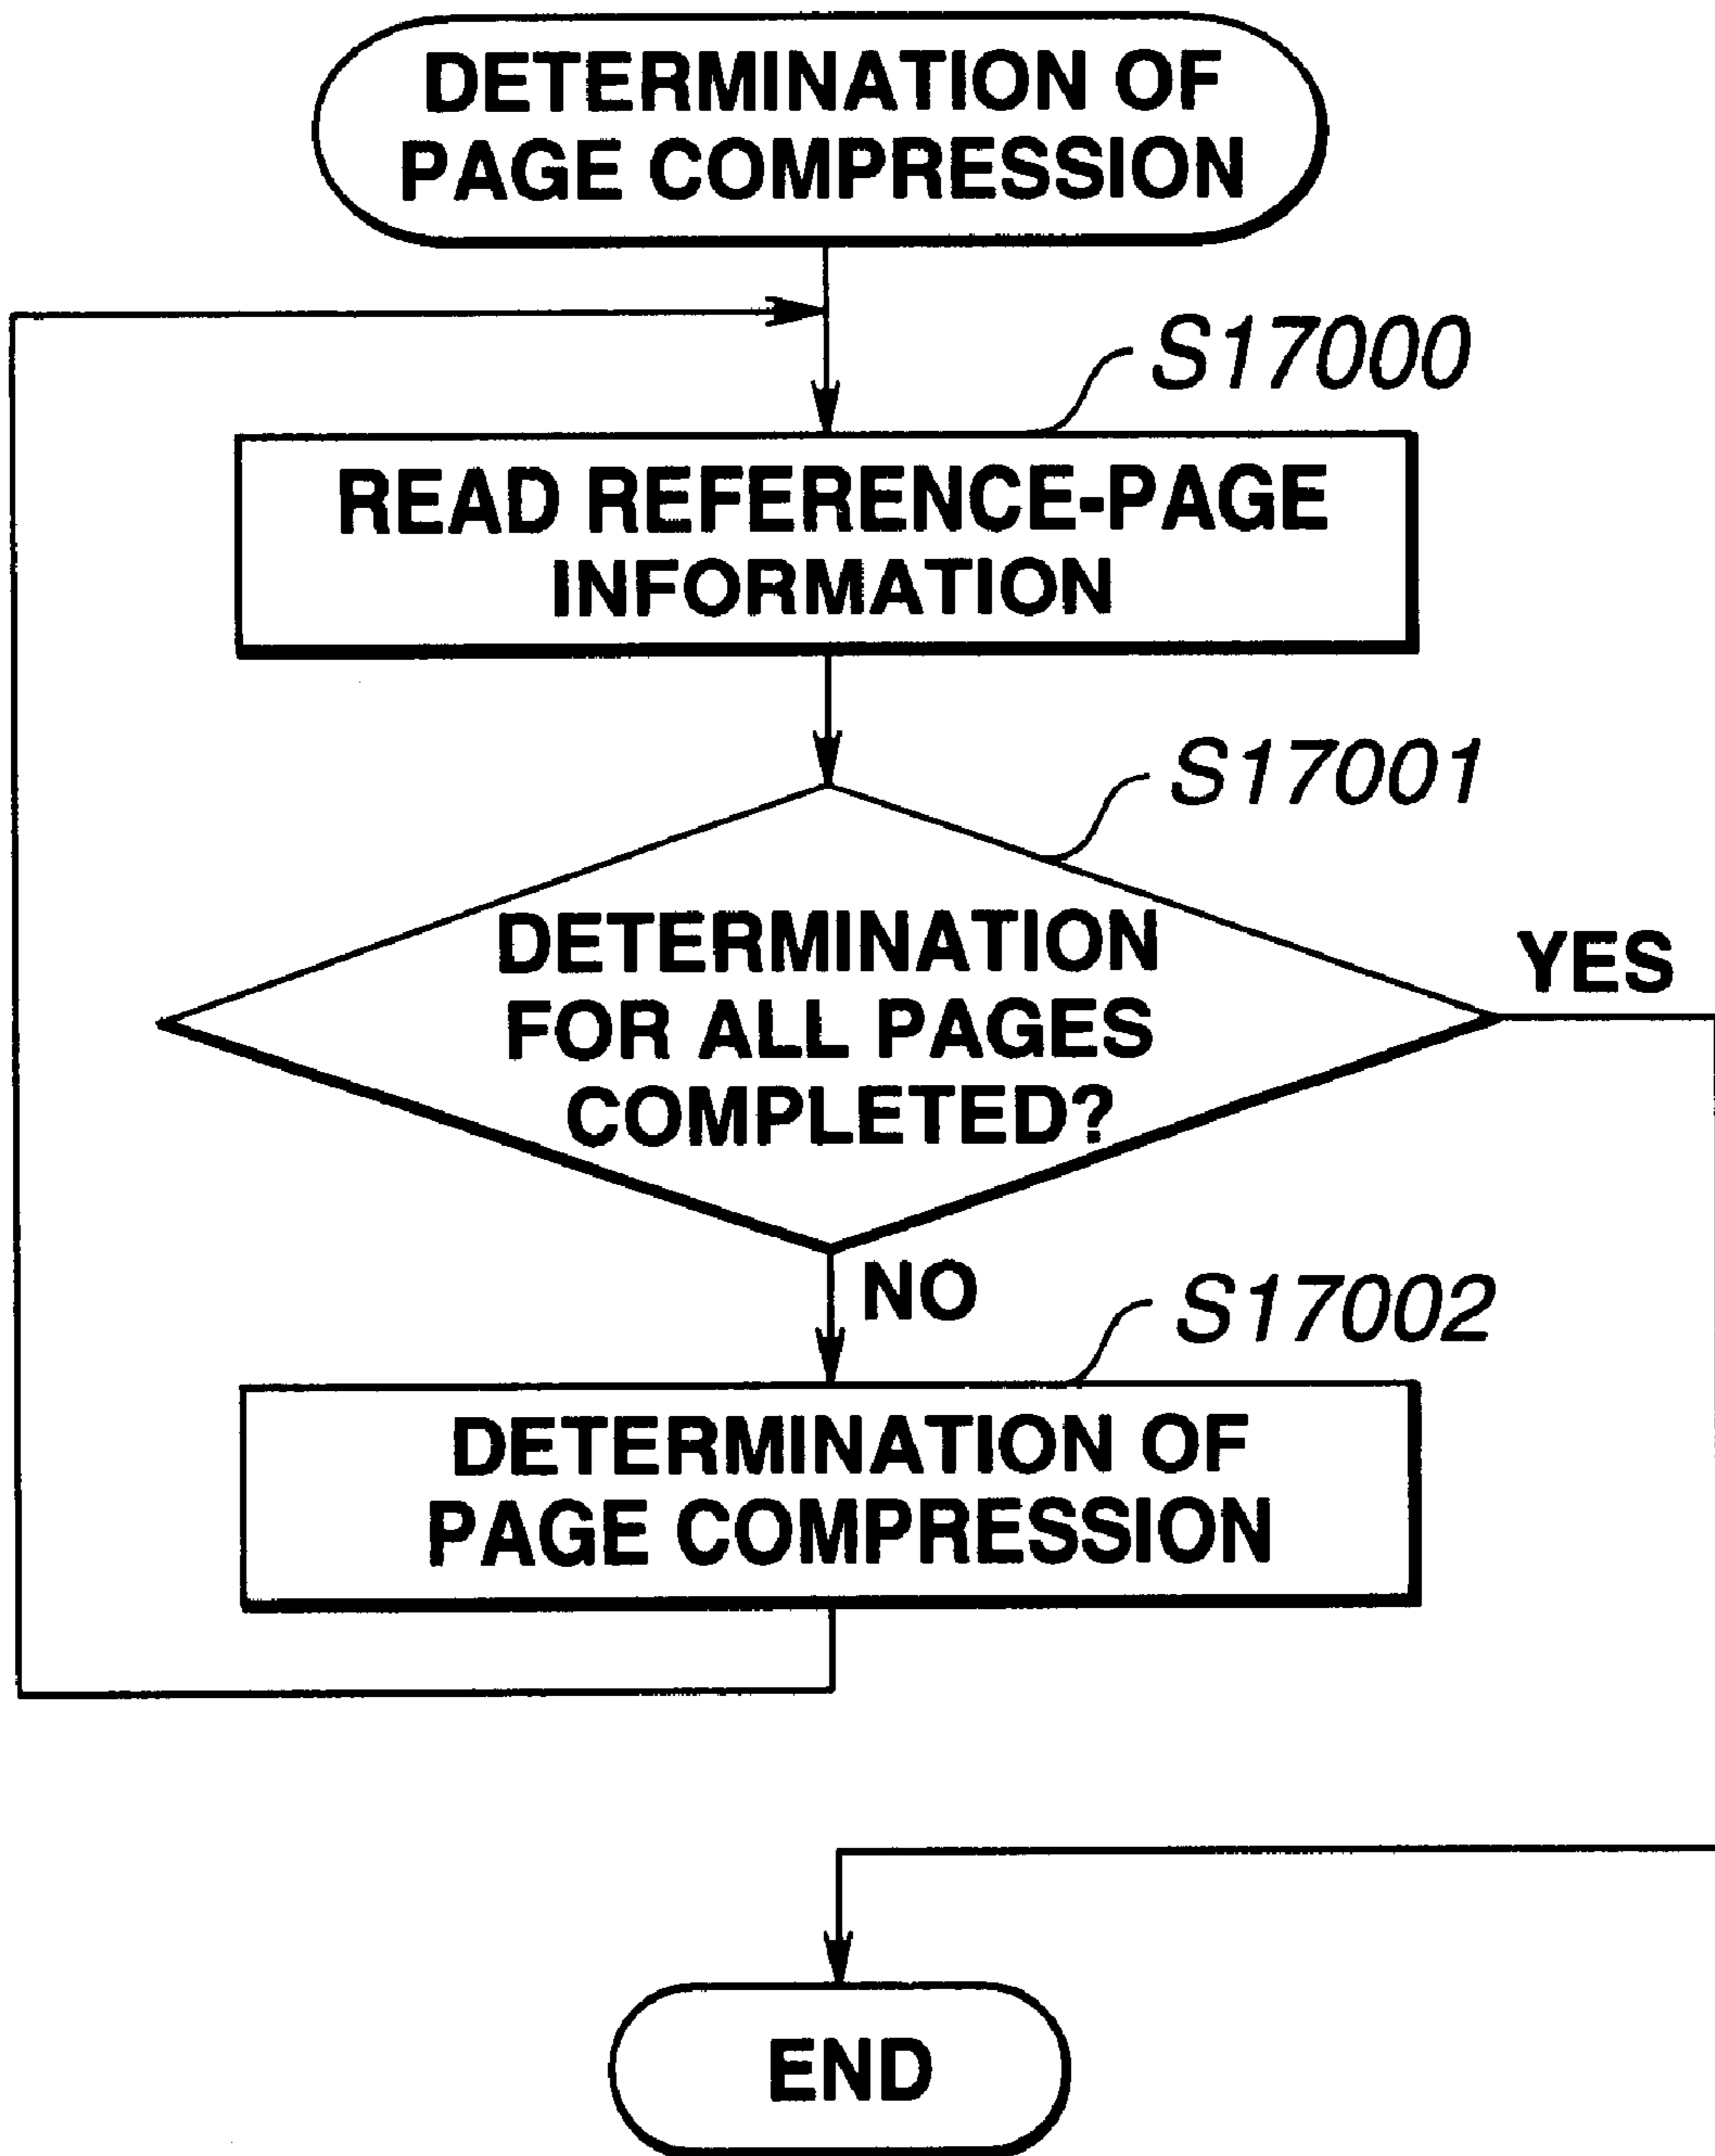 DETERMINATION OF
PAGE COMPRESSION
S17000
READ REFERENCE-PAGE
INFORMATION
S17001
DETERMINATION
FOR ALL PAGES
COMPLETED?
YES
NO
S17002
DETERMINATION OF
PAGE COMPRESSION
END